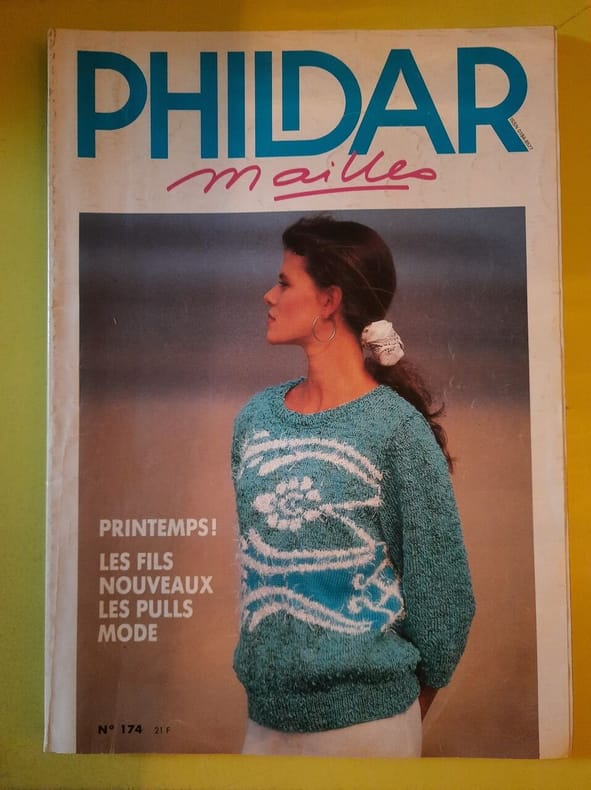 PHILDAR
mailles
PRINTEMPS!
LES FILS
NOUVEAUX
LES PULLS
MODE
N° 174 21 F